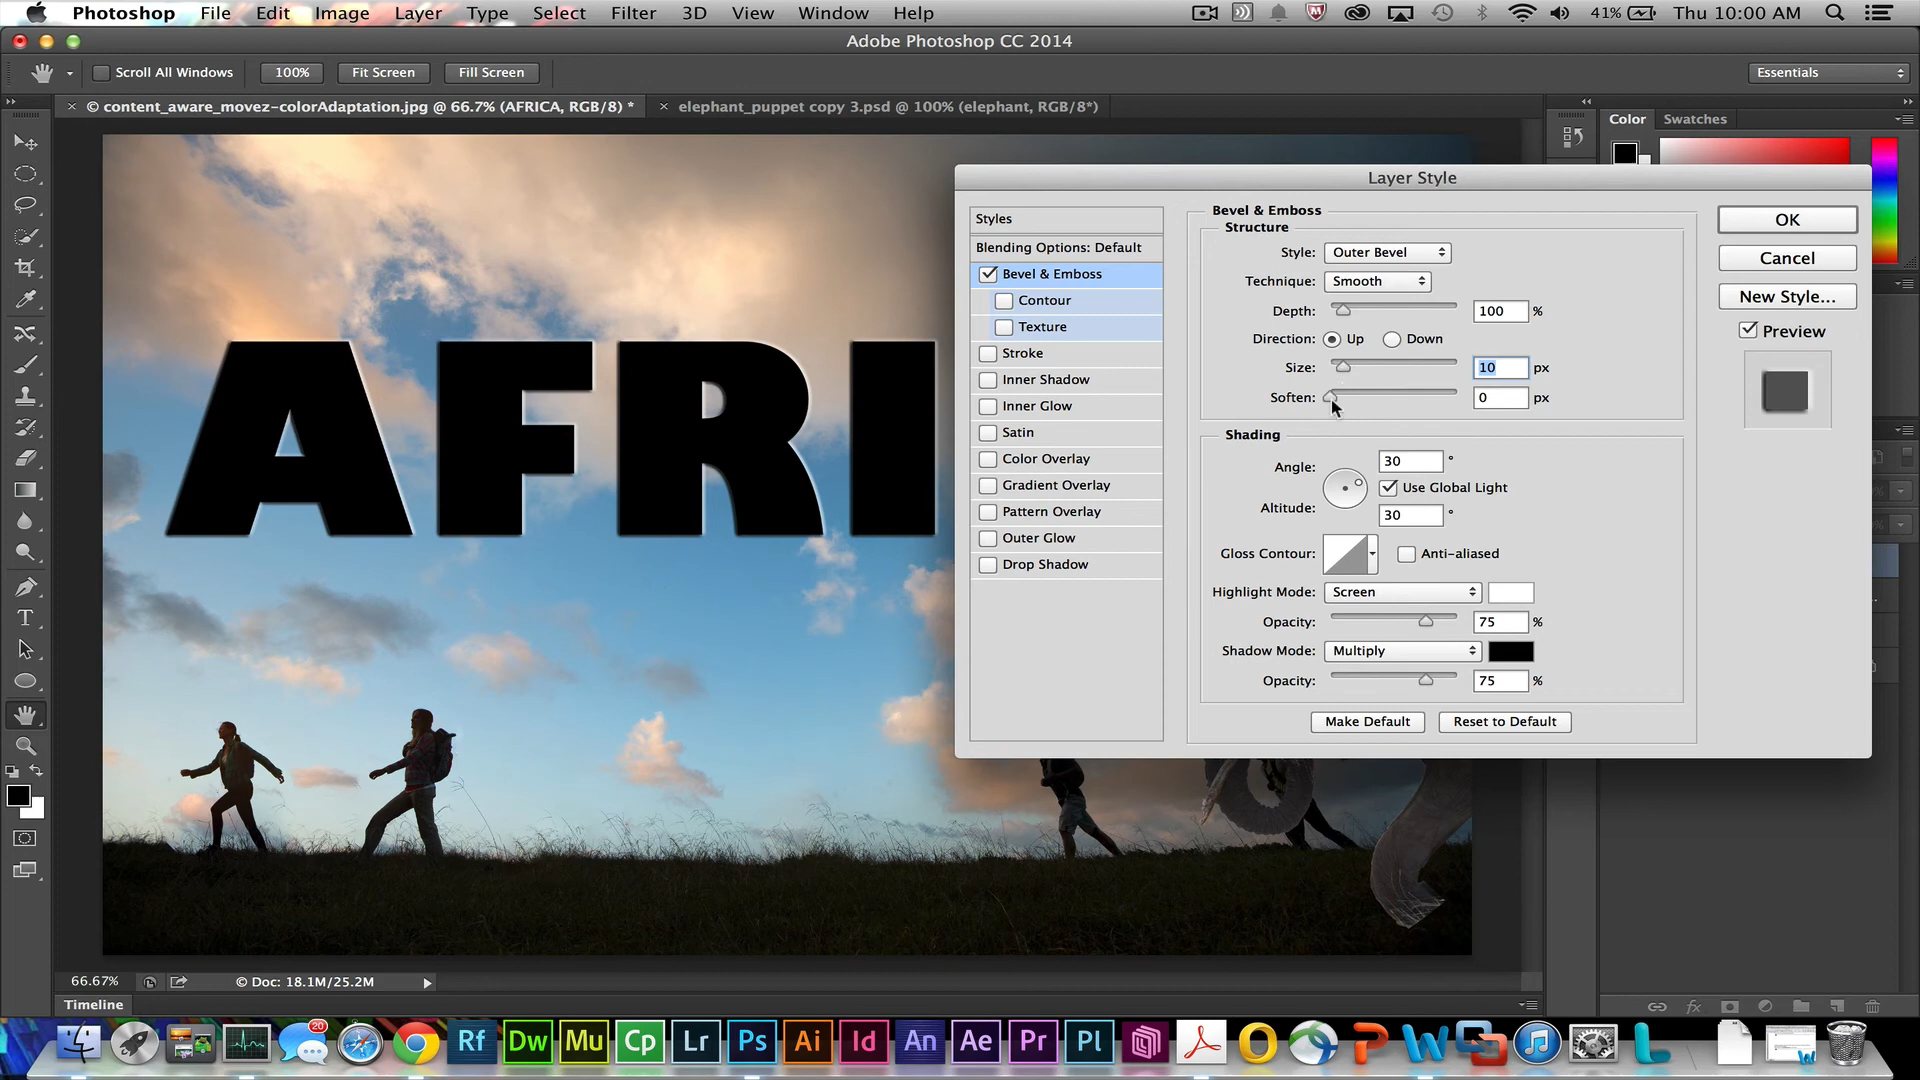 Photoshop File Edit Image Layer Type Select Filter 3D View Window Help 41% Thu 10:00 AM
Adobe Photoshop CC 2014
Scroll All Windows 100% Fit Screen Fill Screen Essentials
× © content_aware_movez-colorAdaptation.jpg @ 66.7% (AFRICA, RGB/8) * × elephant_puppet copy 3.psd @ 100% (elephant, RGB/8*)
Color Swatches
Layer Style
Styles
Blending Options: Default
Bevel & Emboss
Contour
Texture
Stroke
Inner Shadow
Inner Glow
Satin
Color Overlay
Gradient Overlay
Pattern Overlay
Outer Glow
Drop Shadow
Bevel & Emboss
Structure
Style: Outer Bevel
Technique: Smooth
Depth: 100 %
Direction: Up Down
Size: 10 px
Soften: 0 px
Shading
Angle: 30 °
Use Global Light
Altitude: 30 °
Gloss Contour: Anti-aliased
Highlight Mode: Screen
Opacity: 75 %
Shadow Mode: Multiply
Opacity: 75 %
Make Default Reset to Default
OK
Cancel
New Style...
Preview
AFRI
T
66.67% © Doc: 18.1M/25.2M
Timeline
fx
20
Rf Dw Mu Cp Lr Ps Ai Id An Ae Pr Pl